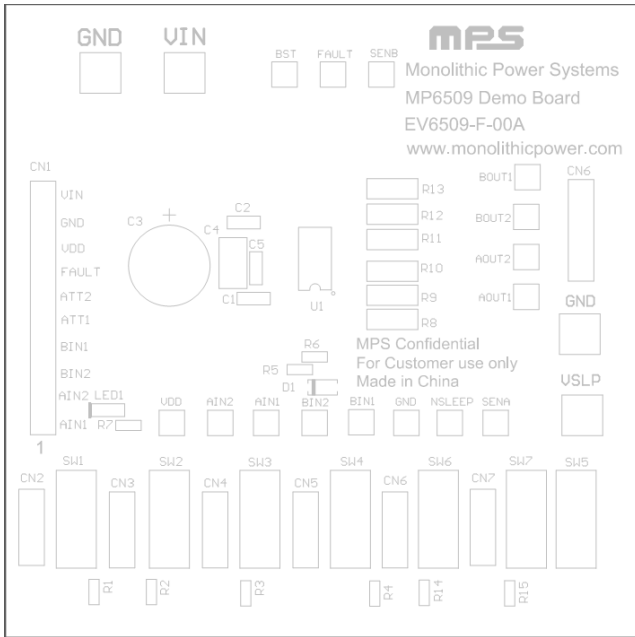 GND VIN
BST FAULT SENB
mps
Monolithic Power Systems
MP6509 Demo Board
EV6509-F-00A
www.monolithicpower.com
CN1
VIN
GND
VDD
FAULT
ATT2
ATT1
BIN1
BIN2
AIN2
AIN1
1
C3
+
C4
C2
C5
C1
U1
R13
R12
R11
R10
R9
R8
BOUT1
BOUT2
AOUT2
AOUT1
CN6
GND
VSLP
MPS Confidential
For Customer use only
Made in China
R6
R5
D1
LED1
R7
VDD AIN2 AIN1 BIN2 BIN1 GND NSLEEP SENA
CN2 SW1 CN3 SW2 CN4 SW3 CN5 SW4 CN6 SW6 CN7 SW7 SW5
R1 R2 R3 R4 R14 R15